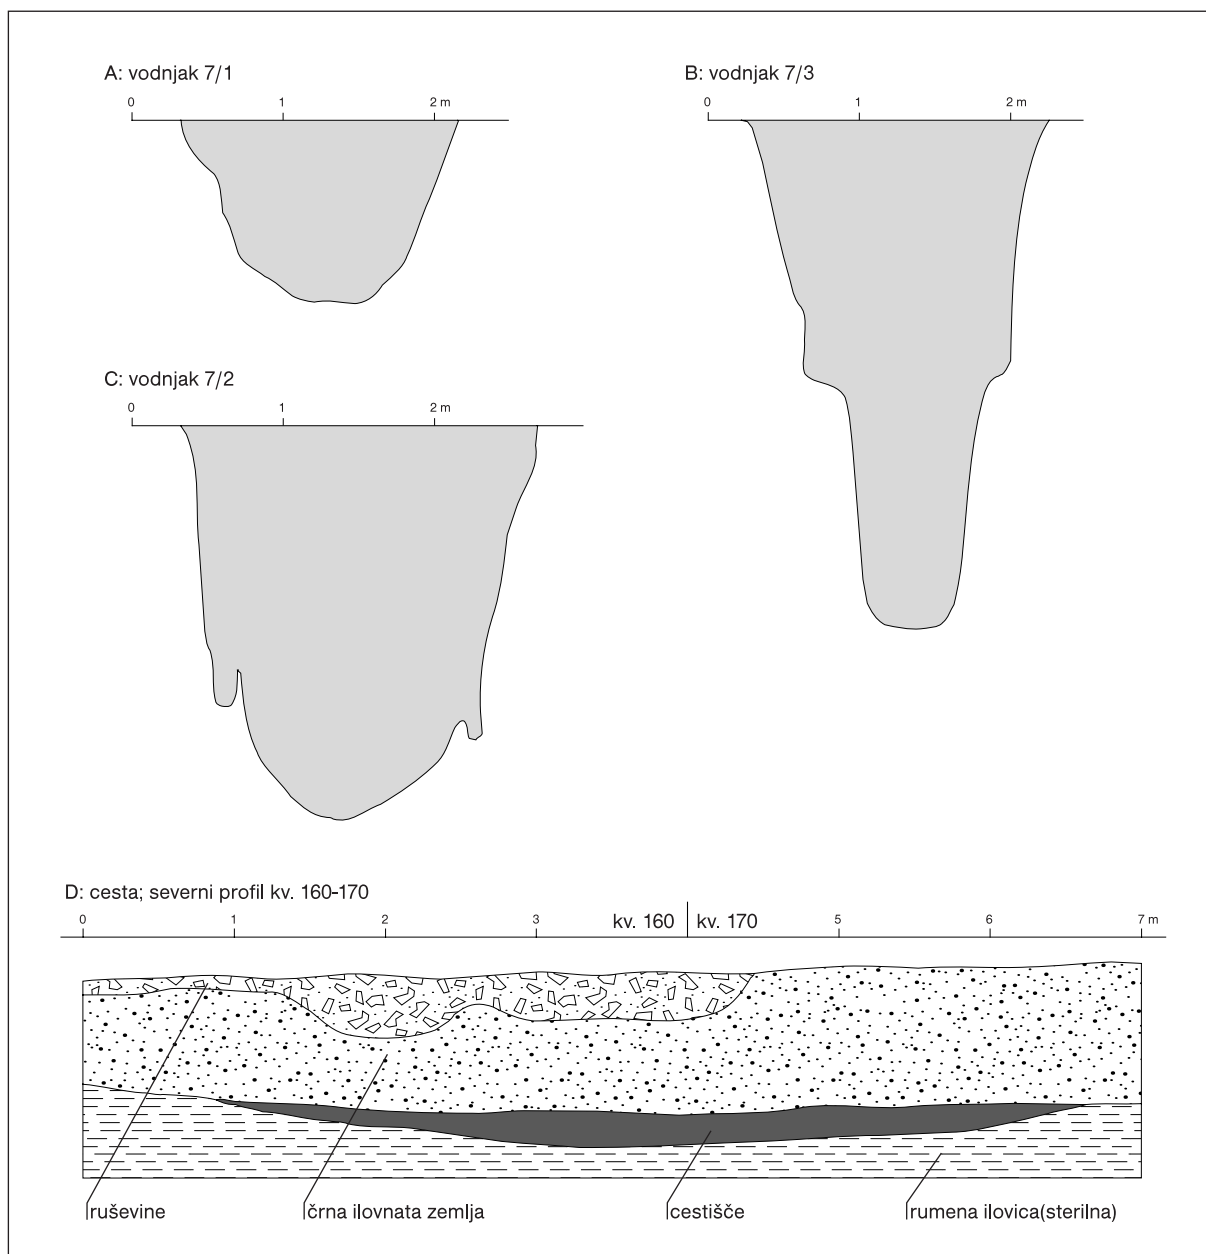 A: vodnjak 7/1
0 1 2 m
B: vodnjak 7/3
0 1 2 m
C: vodnjak 7/2
0 1 2 m
D: cesta; severni profil kv. 160-170
0 1 2 3 kv. 160 kv. 170 5 6 7 m
ruševine črna ilovnata zemlja cestišče rumena ilovica(sterilna)